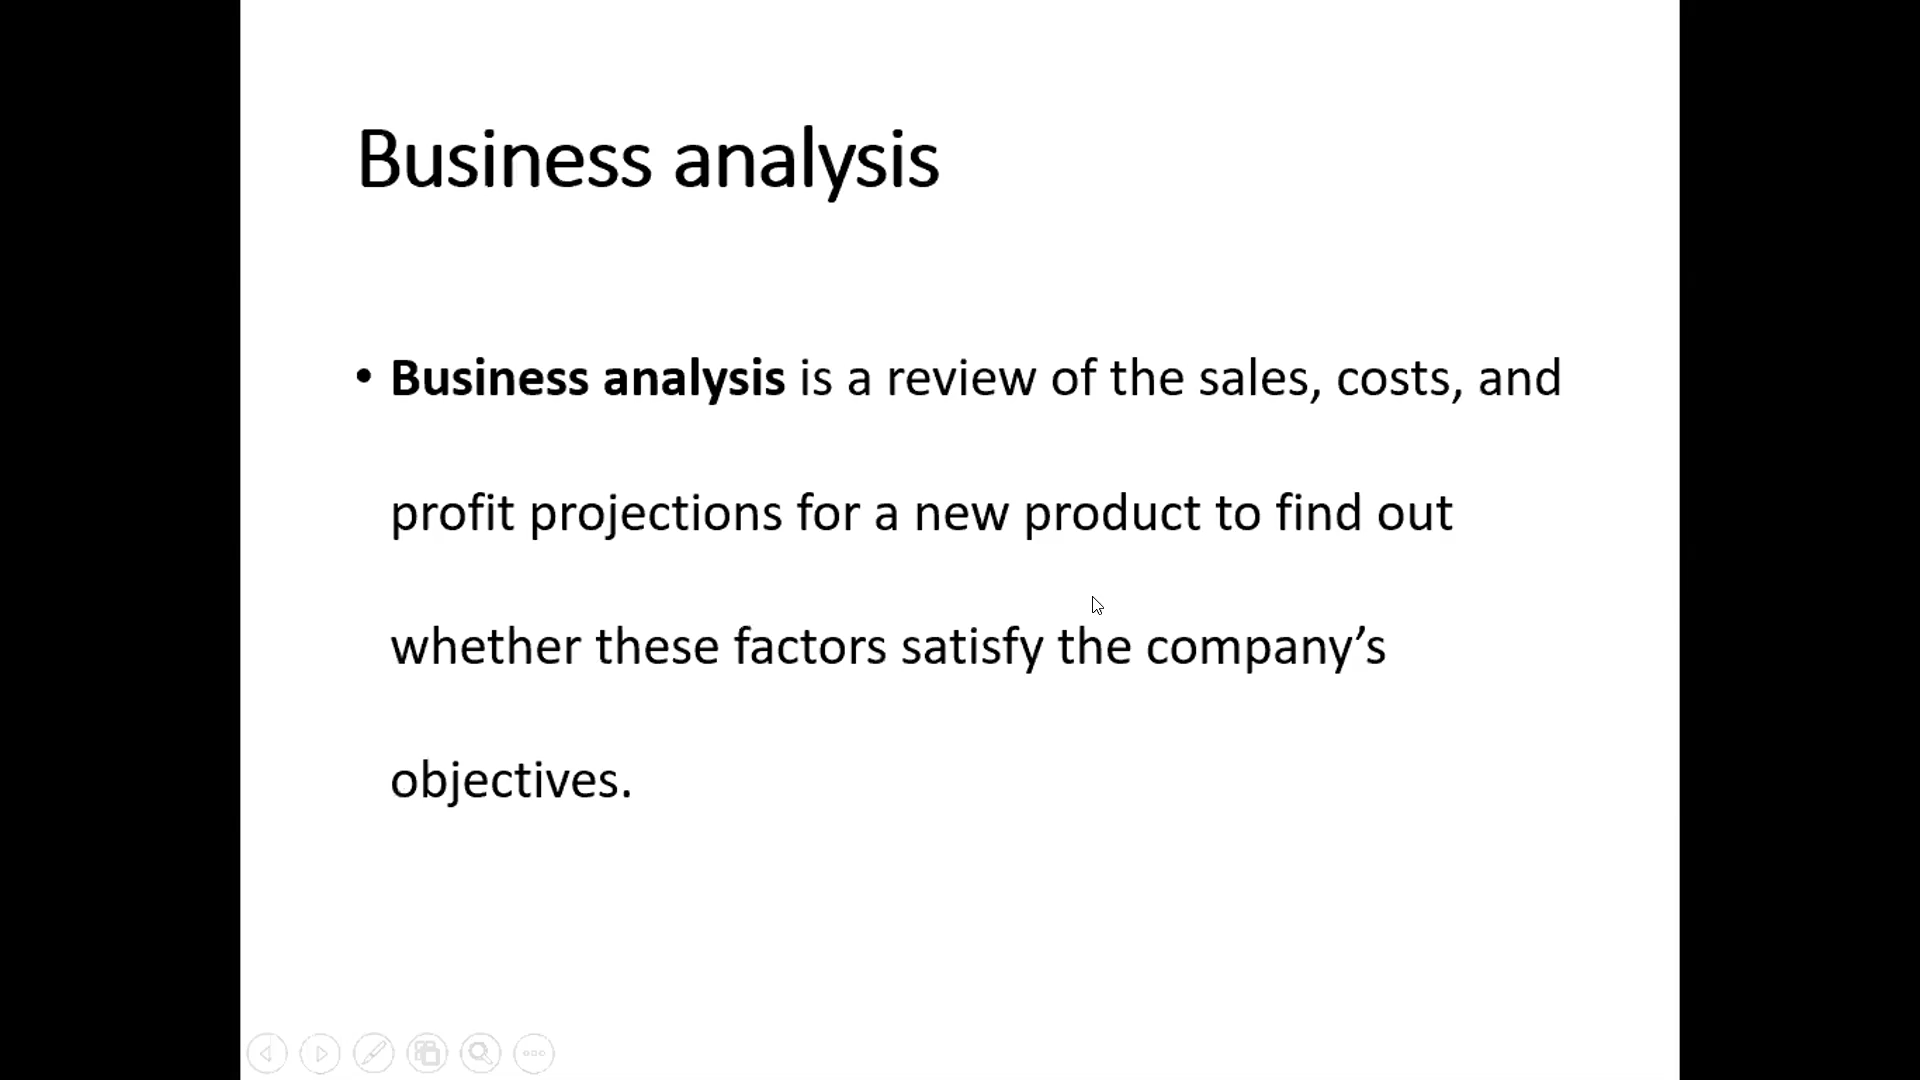 Business analysis
• Business analysis is a review of the sales, costs, and
profit projections for a new product to find out
whether these factors satisfy the company’s
objectives.